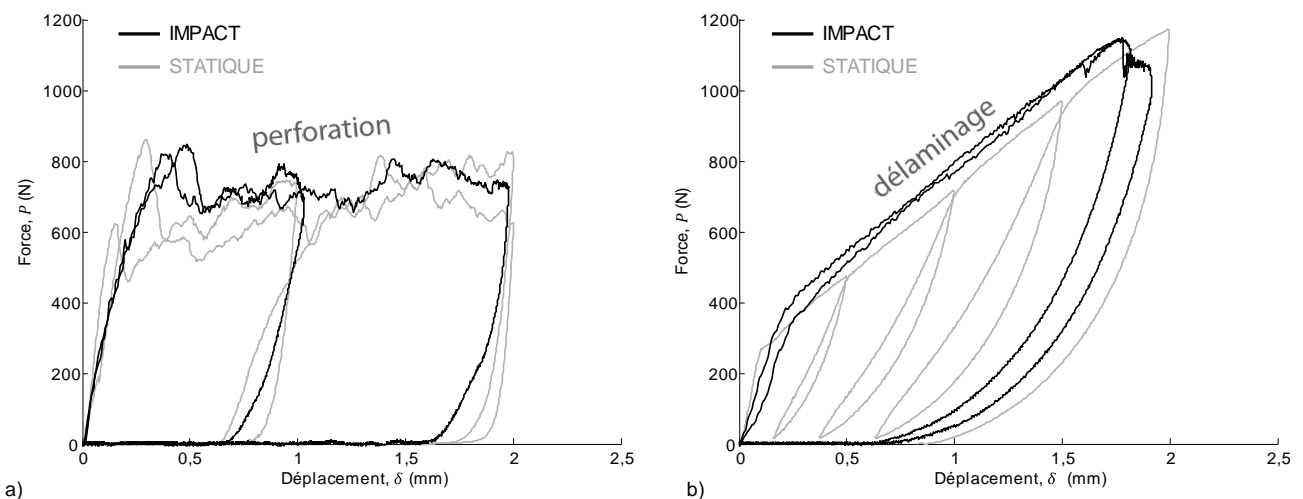 1200
1000
800
600
400
200
0
Force, P (N)
IMPACT
STATIQUE
perforation
0
0,5
1
1,5
2
2,5
Déplacement, δ (mm)
a)
1200
1000
800
600
400
200
0
Force, P (N)
IMPACT
STATIQUE
délaminage
0
0,5
1
1,5
2
2,5
Déplacement, δ (mm)
b)